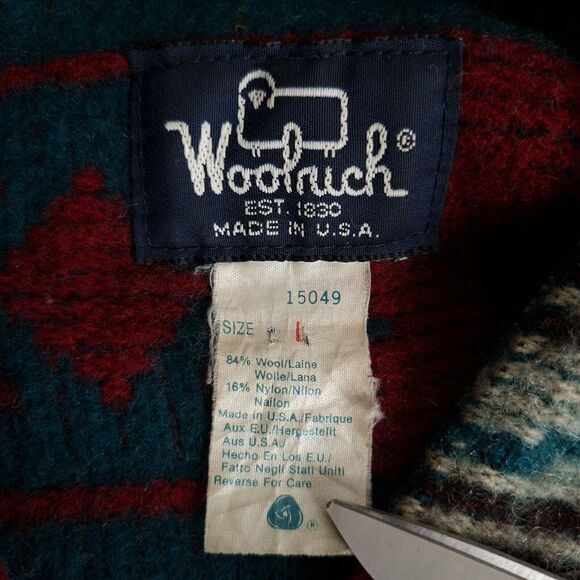 Woolrich®
EST. 1830
MADE IN U.S.A.
15049
SIZE L
84% Wool/Laine
Wolle/Lana
16% Nylon/Nilon
Nailon
Made in U.S.A./Fabrique
Aux E.U./Hergestellt
Aus U.S.A./
Hecho En Los E.U./
Fatto Negli Stati Uniti
Reverse For Care
®